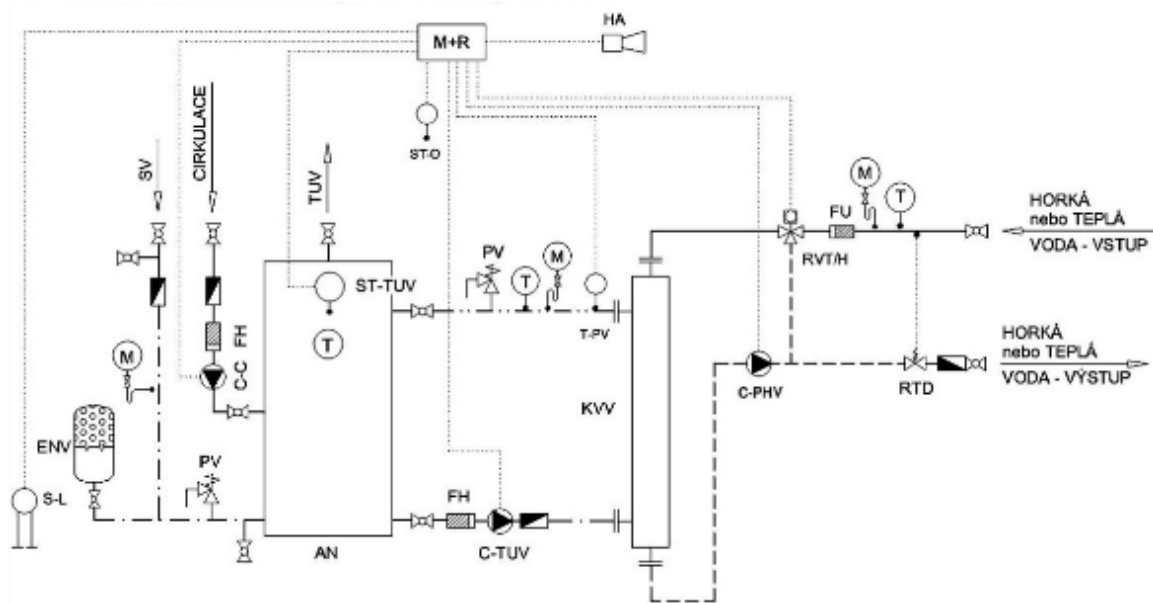 HA
M+R
CIRKULACE
SV
TUV
ST-O
M
T
FU
HORKÁ
nebo TEPLÁ
VODA - VSTUP
RVT/H
PV
T
M
ST-TUV
T
T-PV
FH
C-C
M
HORKÁ
nebo TEPLÁ
VODA - VÝSTUP
C-PHV
RTD
KVV
ENV
PV
S-L
FH
AN
C-TUV